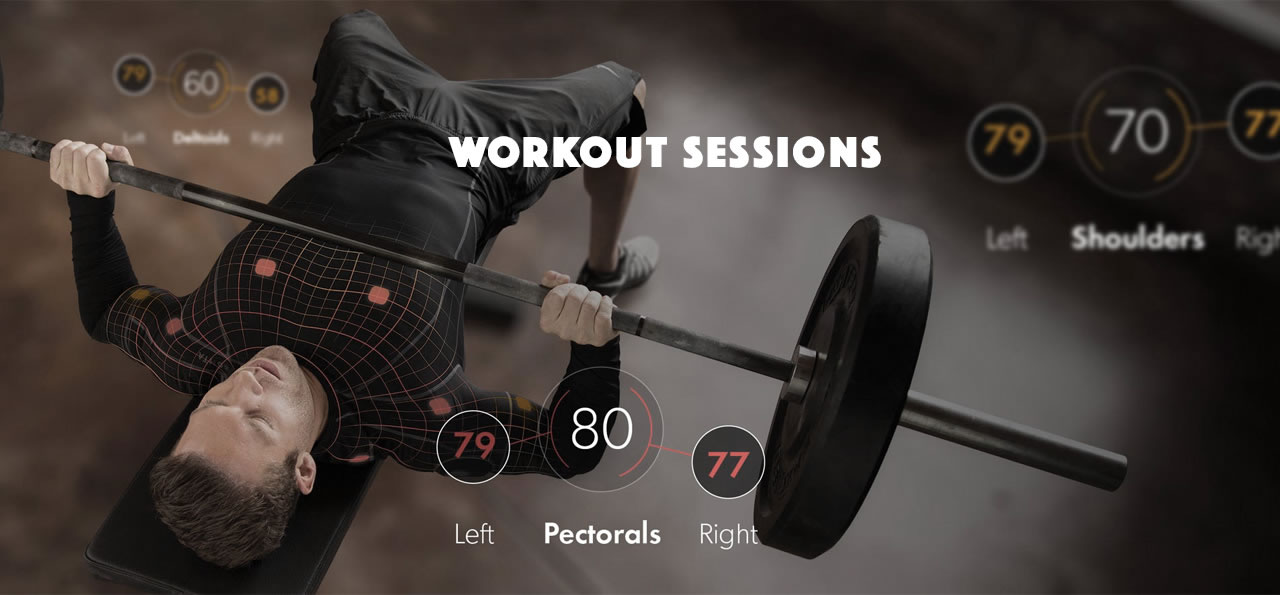 79
60
58
Left
Deltoids
Right
WORKOUT SESSIONS
79
70
77
Left
Shoulders
79
80
77
Left
Pectorals
Right